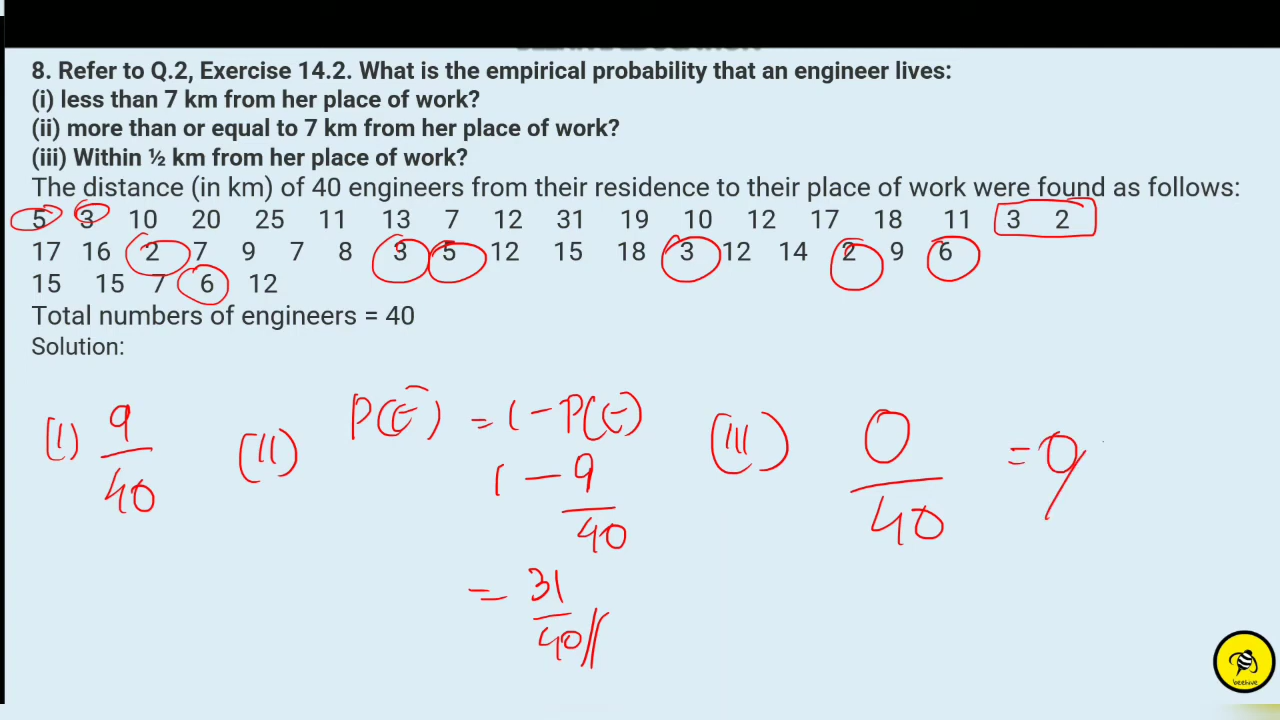 8. Refer to Q.2, Exercise 14.2. What is the empirical probability that an engineer lives:
(i) less than 7 km from her place of work?
(ii) more than or equal to 7 km from her place of work?
(iii) Within ½ km from her place of work?
The distance (in km) of 40 engineers from their residence to their place of work were found as follows:
5 3 10 20 25 11 13 7 12 31 19 10 12 17 18 11 3 2
17 16 2 7 9 7 8 3 5 12 15 18 3 12 14 2 9 6
15 15 7 6 12
Total numbers of engineers = 40
Solution:
(i) 9/40
(ii) P(Ē) = 1 - P(E)
1 - 9/40
= 31/40
(iii) 0/40 = 0
beehive